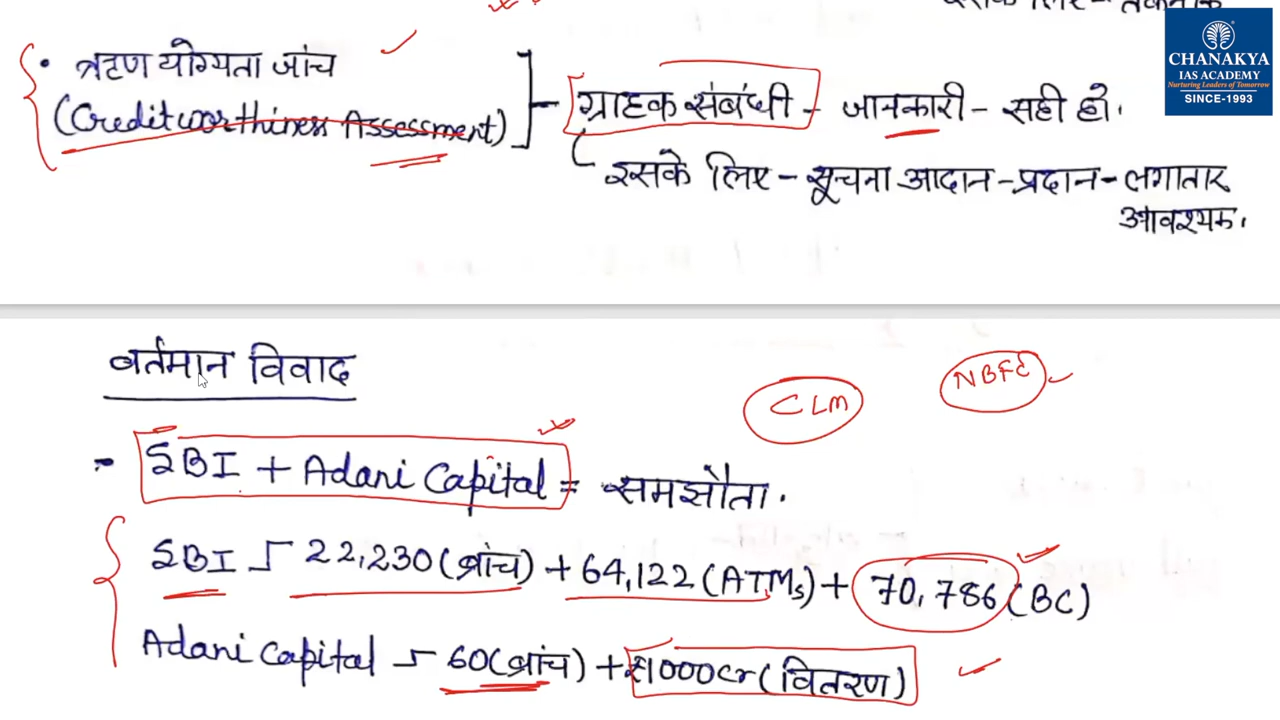 CHANAKYA
IAS ACADEMY
Nurturing Leaders of Tomorrow
SINCE-1993
• ऋण योग्यता जांच
(Creditworthiness Assessment)
ग्राहक संबंधी - जानकारी - सही हो.
इसके लिए - सूचना आदान-प्रदान - लगातार
आवश्यक.
वर्तमान विवाद
CLM
NBFC
- SBI + Adani Capital = समझौता.
SBI 22,230 (ब्रांच) + 64,122 (ATMs) + 70,786 (BC)
Adani Capital 60 (ब्रांच) + ₹1000Cr (वितरण)